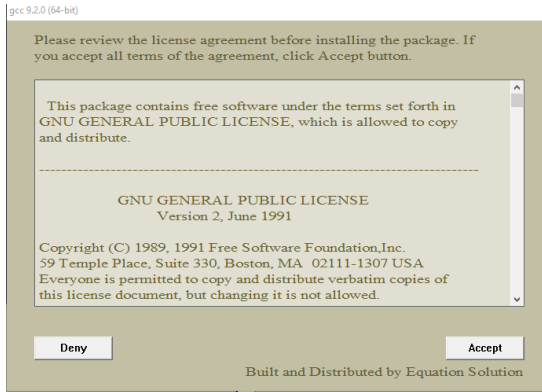 gcc 9.2.0 (64-bit)
Please review the license agreement before installing the package. If
you accept all terms of the agreement, click Accept button.
This package contains free software under the terms set forth in
GNU GENERAL PUBLIC LICENSE, which is allowed to copy
and distribute.
--------------------------------------------------------------------------------
GNU GENERAL PUBLIC LICENSE
Version 2, June 1991
Copyright (C) 1989, 1991 Free Software Foundation,Inc.
59 Temple Place, Suite 330, Boston, MA  02111-1307 USA
Everyone is permitted to copy and distribute verbatim copies of
this license document, but changing it is not allowed.
Deny
Accept
Built and Distributed by Equation Solution